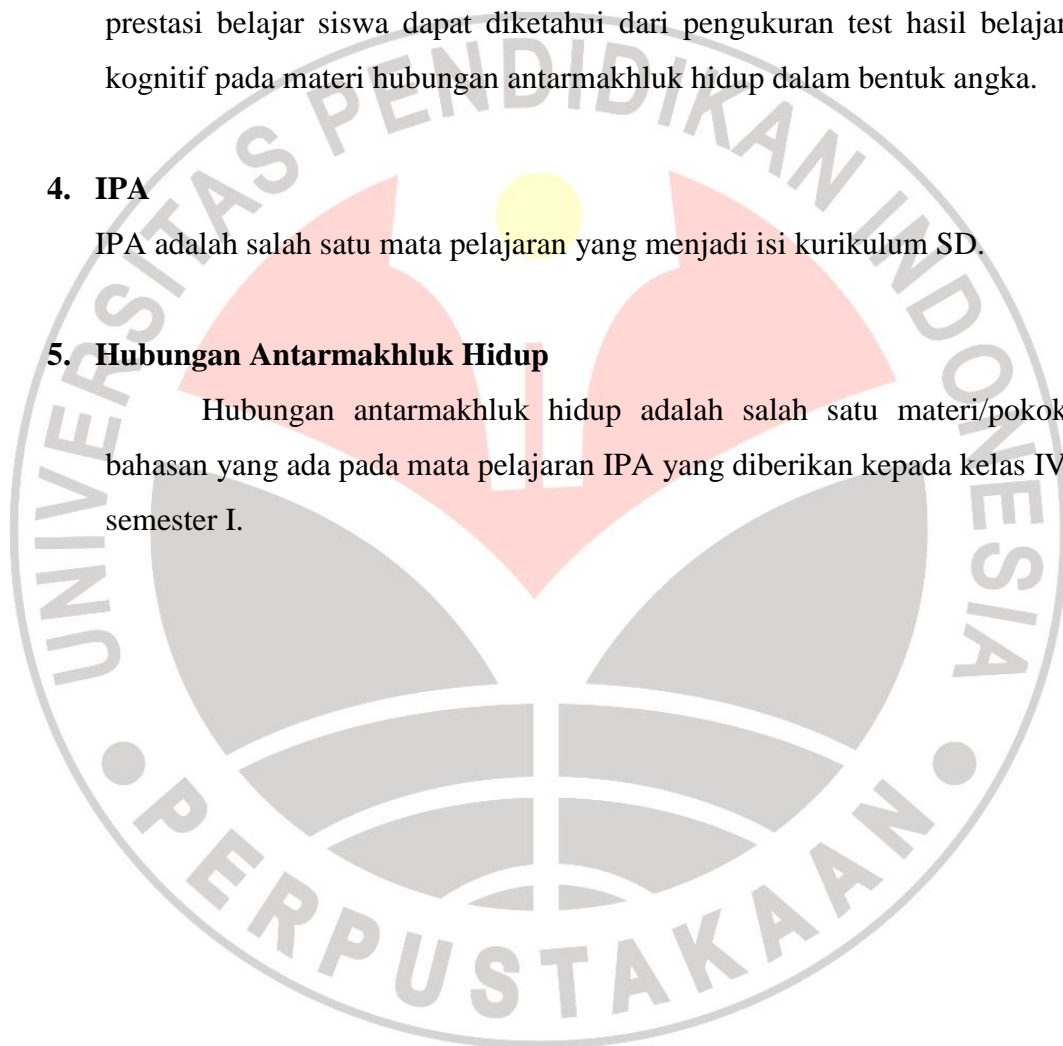 prestasi belajar siswa dapat diketahui dari pengukuran test hasil belajar
kognitif pada materi hubungan antarmakhluk hidup dalam bentuk angka.
4. IPA
IPA adalah salah satu mata pelajaran yang menjadi isi kurikulum SD.
5. Hubungan Antarmakhluk Hidup
Hubungan antarmakhluk hidup adalah salah satu materi/pokok
bahasan yang ada pada mata pelajaran IPA yang diberikan kepada kelas IV
semester I.
UNIVERSITAS PENDIDIKAN INDONESIA
PERPUSTAKAAN